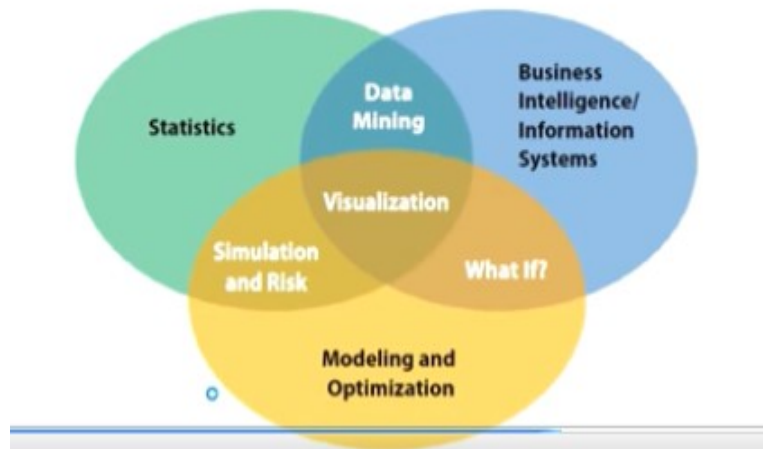 Data
Mining
Business
Intelligence/
Information
Systems
Statistics
Visualization
Simulation
and Risk
What If?
Modeling and
Optimization